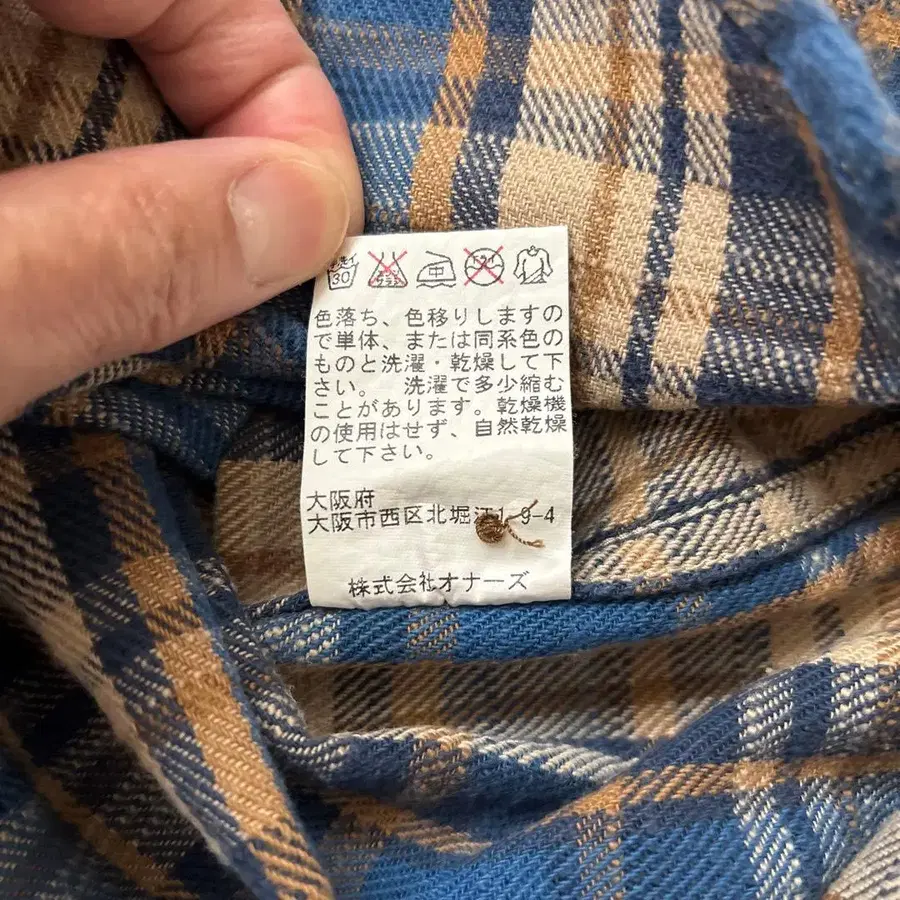 30 中 ドライ
色落ち、色移りしますの
で単体、または同系色の
ものと洗濯・乾燥して下
さい。 洗濯で多少縮む
ことがあります。乾燥機
の使用はせず、自然乾燥
して下さい。
大阪府
大阪市西区北堀江1-9-4
株式会社オナーズ